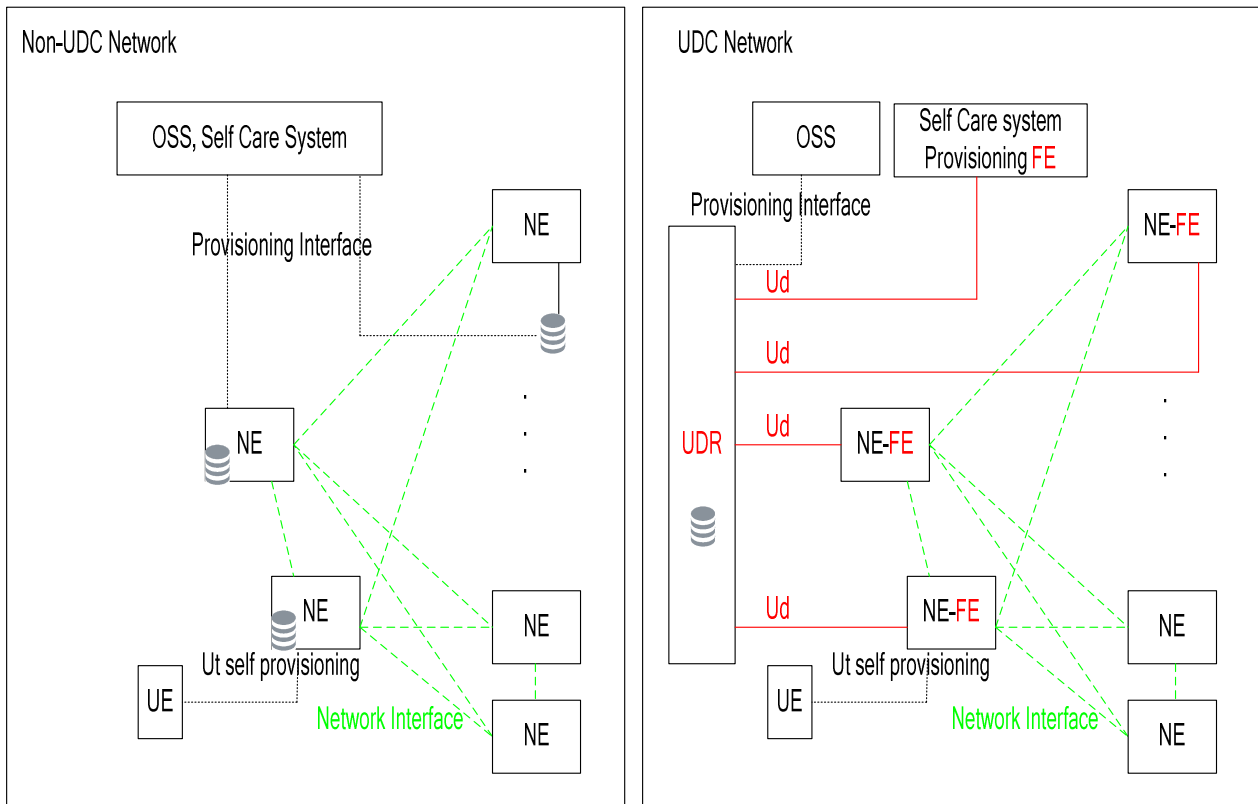 Non-UDC Network
OSS, Self Care System
Provisioning Interface
NE
NE
NE
Ut self provisioning
UE
Network Interface
NE
NE
UDC Network
OSS
Self Care system
Provisioning FE
Provisioning Interface
NE-FE
Ud
Ud
Ud
UDR
NE-FE
Ud
NE-FE
Ut self provisioning
UE
Network Interface
NE
NE